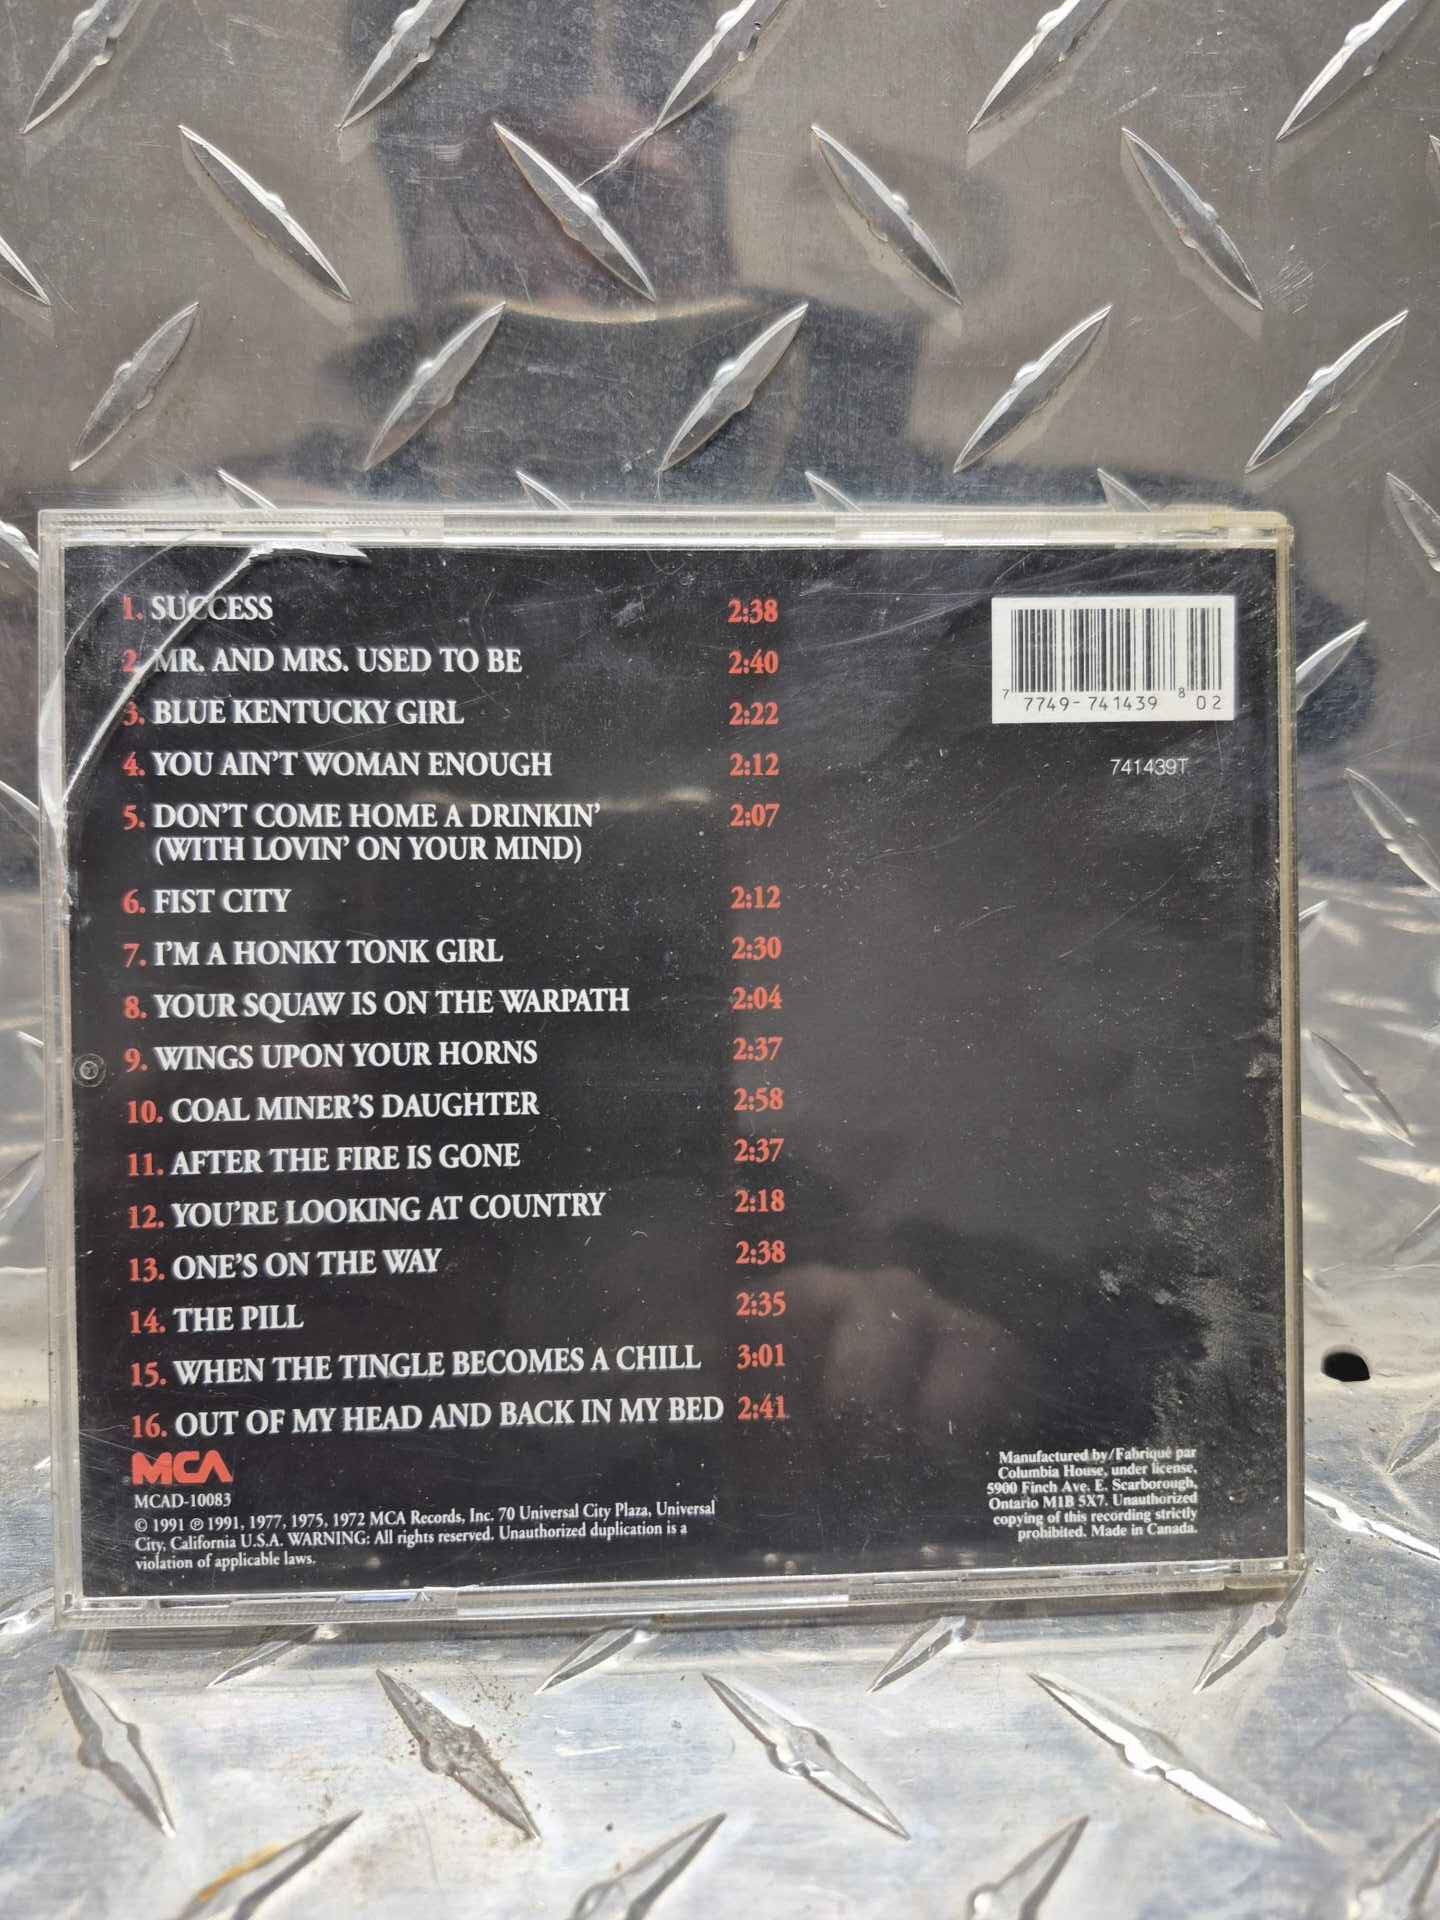 1. SUCCESS 2:38
2. MR. AND MRS. USED TO BE 2:40
3. BLUE KENTUCKY GIRL 2:22
4. YOU AIN'T WOMAN ENOUGH 2:12
5. DON'T COME HOME A DRINKIN' 2:07
(WITH LOVIN' ON YOUR MIND)
6. FIST CITY 2:12
7. I'M A HONKY TONK GIRL 2:30
8. YOUR SQUAW IS ON THE WARPATH 2:04
9. WINGS UPON YOUR HORNS 2:37
10. COAL MINER'S DAUGHTER 2:58
11. AFTER THE FIRE IS GONE 2:37
12. YOU'RE LOOKING AT COUNTRY 2:18
13. ONE'S ON THE WAY 2:38
14. THE PILL 2:35
15. WHEN THE TINGLE BECOMES A CHILL 3:01
16. OUT OF MY HEAD AND BACK IN MY BED 2:41
MCA
MCAD-10083
© 1991 ℗ 1991, 1977, 1975, 1972 MCA Records, Inc. 70 Universal City Plaza, Universal
City, California U.S.A. WARNING: All rights reserved. Unauthorized duplication is a
violation of applicable laws.
7 7749-741439 8 02
741439T
Manufactured by/Fabriqué par
Columbia House, under license,
5900 Finch Ave. E. Scarborough,
Ontario M1B 5X7. Unauthorized
copying of this recording strictly
prohibited. Made in Canada.